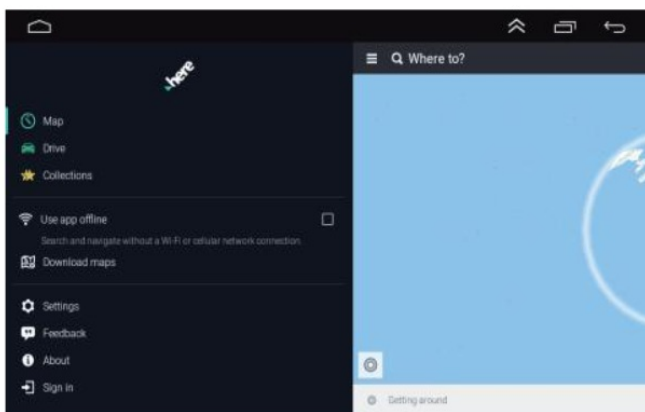 here
Where to?
Map
Drive
Collections
Use app offline
Search and navigate without a Wi-Fi or cellular network connection.
Download maps
Settings
Feedback
About
Sign in
Getting around